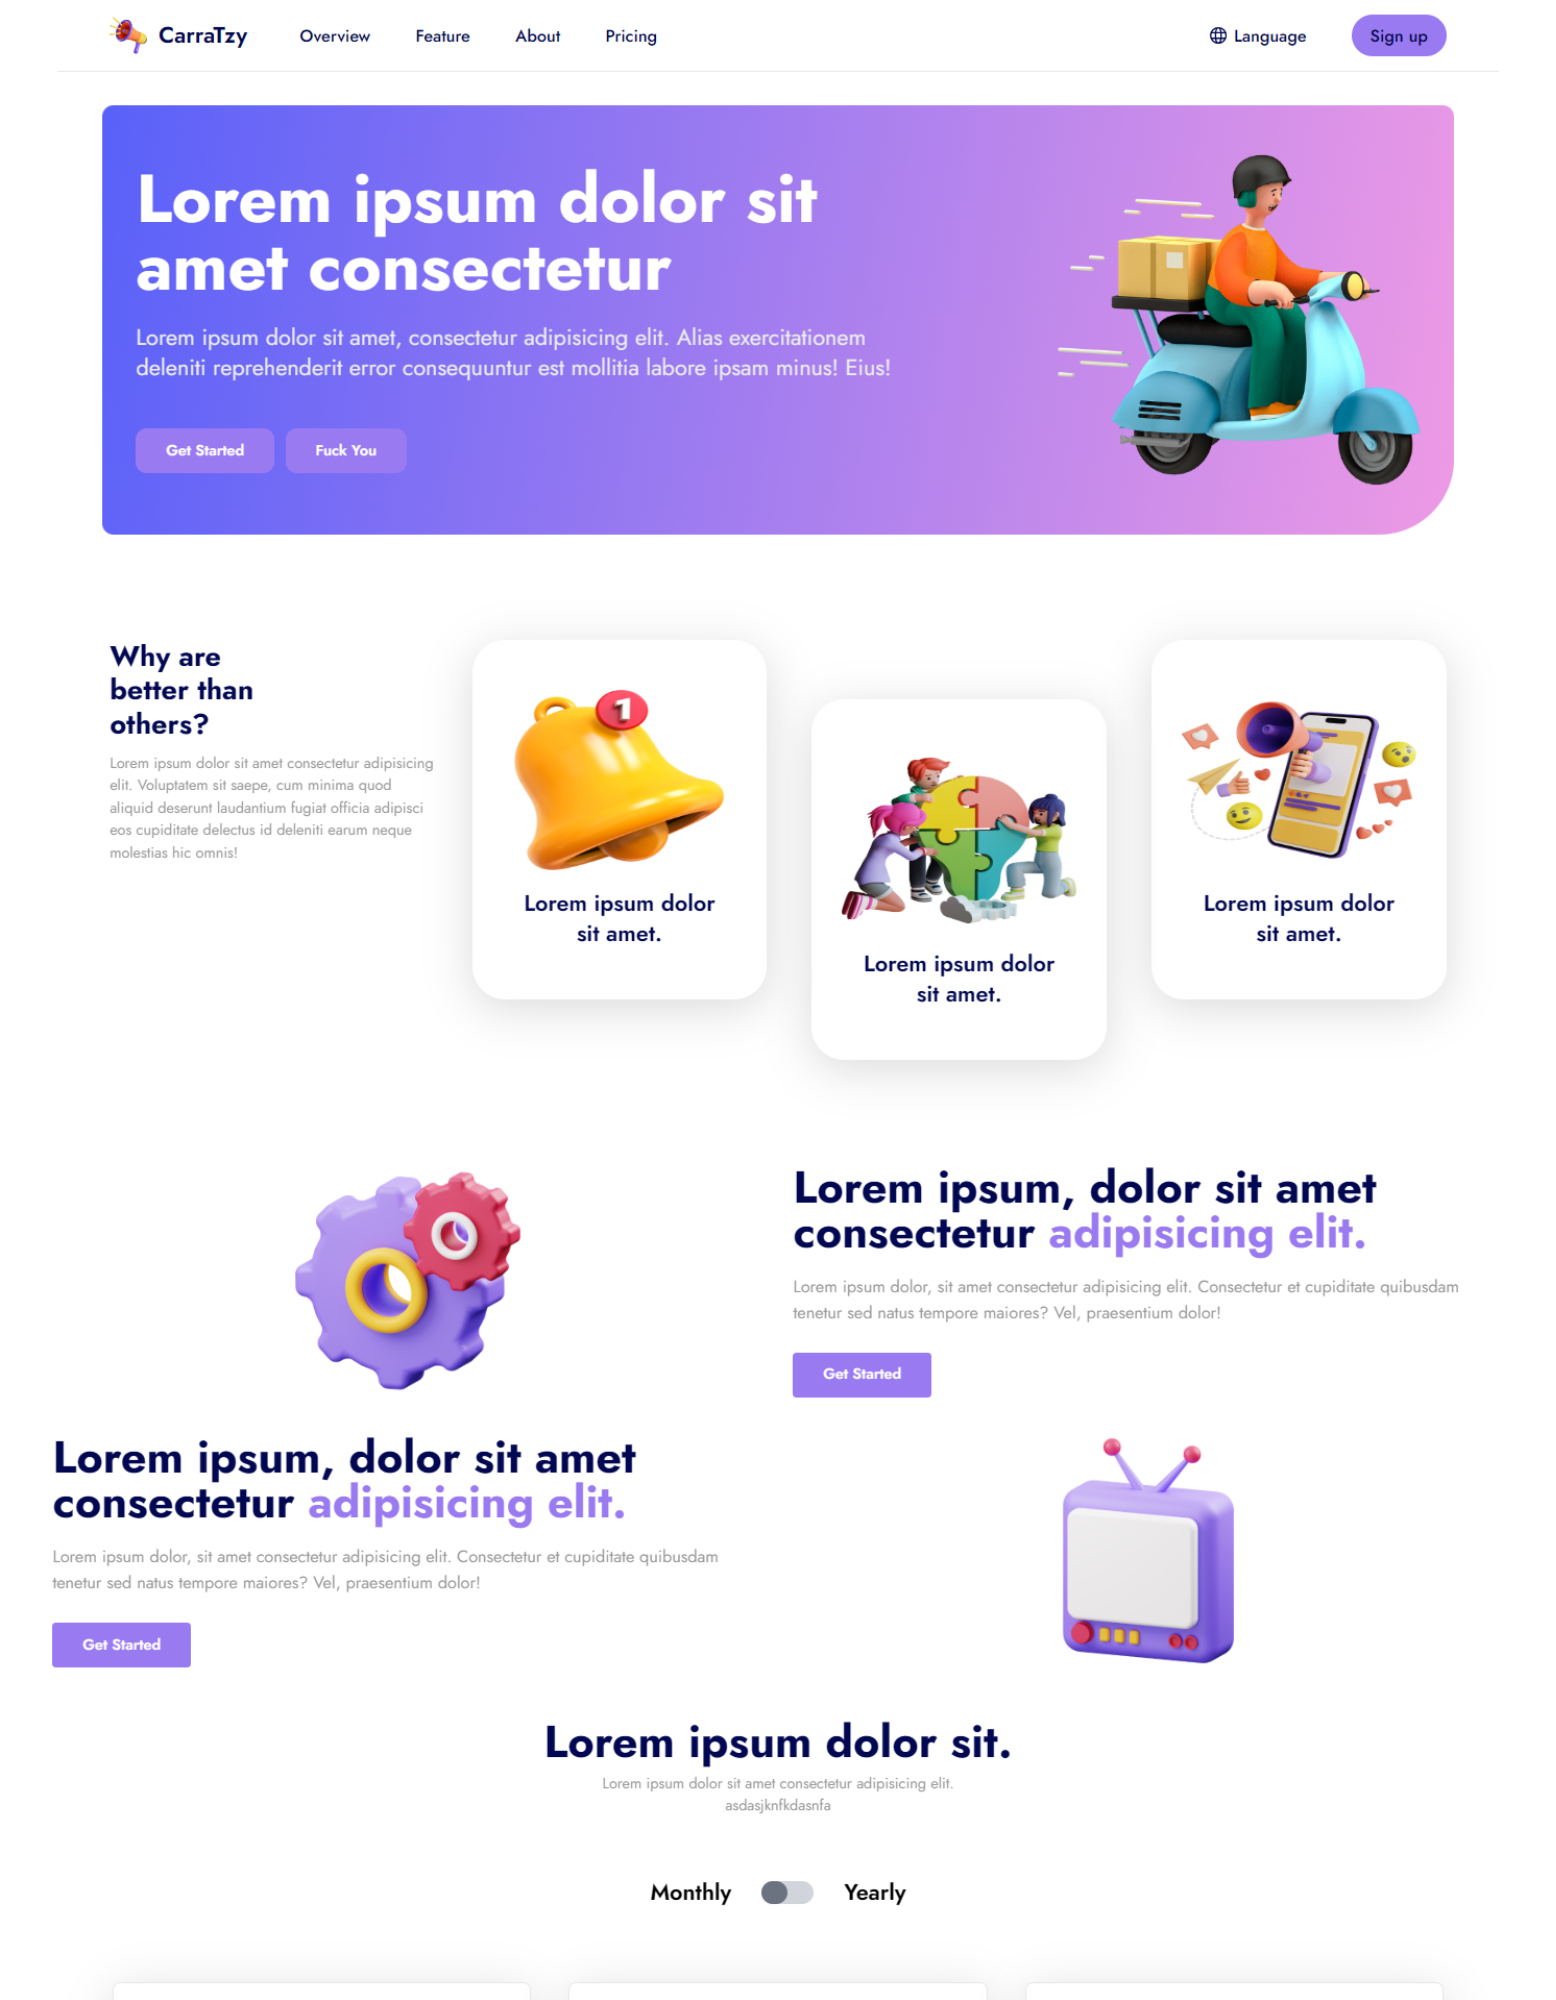 CarraTzy
Overview
Feature
About
Pricing
Language
Sign up
Lorem ipsum dolor sit
amet consectetur
Lorem ipsum dolor sit amet, consectetur adipisicing elit. Alias exercitationem
deleniti reprehenderit error consequuntur est mollitia labore ipsam minus! Eius!
Get Started
Fuck You
Why are
better than
others?
Lorem ipsum dolor sit amet consectetur adipisicing
elit. Voluptatem sit saepe, cum minima quod
aliquid deserunt laudantium fugiat officia adipisci
eos cupiditate delectus id deleniti earum neque
molestias hic omnis!
1
Lorem ipsum dolor
sit amet.
Lorem ipsum dolor
sit amet.
Lorem ipsum dolor
sit amet.
Lorem ipsum, dolor sit amet
consectetur adipisicing elit.
Lorem ipsum dolor, sit amet consectetur adipisicing elit. Consectetur et cupiditate quibusdam
tenetur sed natus tempore maiores? Vel, praesentium dolor!
Get Started
Lorem ipsum, dolor sit amet
consectetur adipisicing elit.
Lorem ipsum dolor, sit amet consectetur adipisicing elit. Consectetur et cupiditate quibusdam
tenetur sed natus tempore maiores? Vel, praesentium dolor!
Get Started
Lorem ipsum dolor sit.
Lorem ipsum dolor sit amet consectetur adipisicing elit.
asdasjknfkdasnfa
Monthly
Yearly